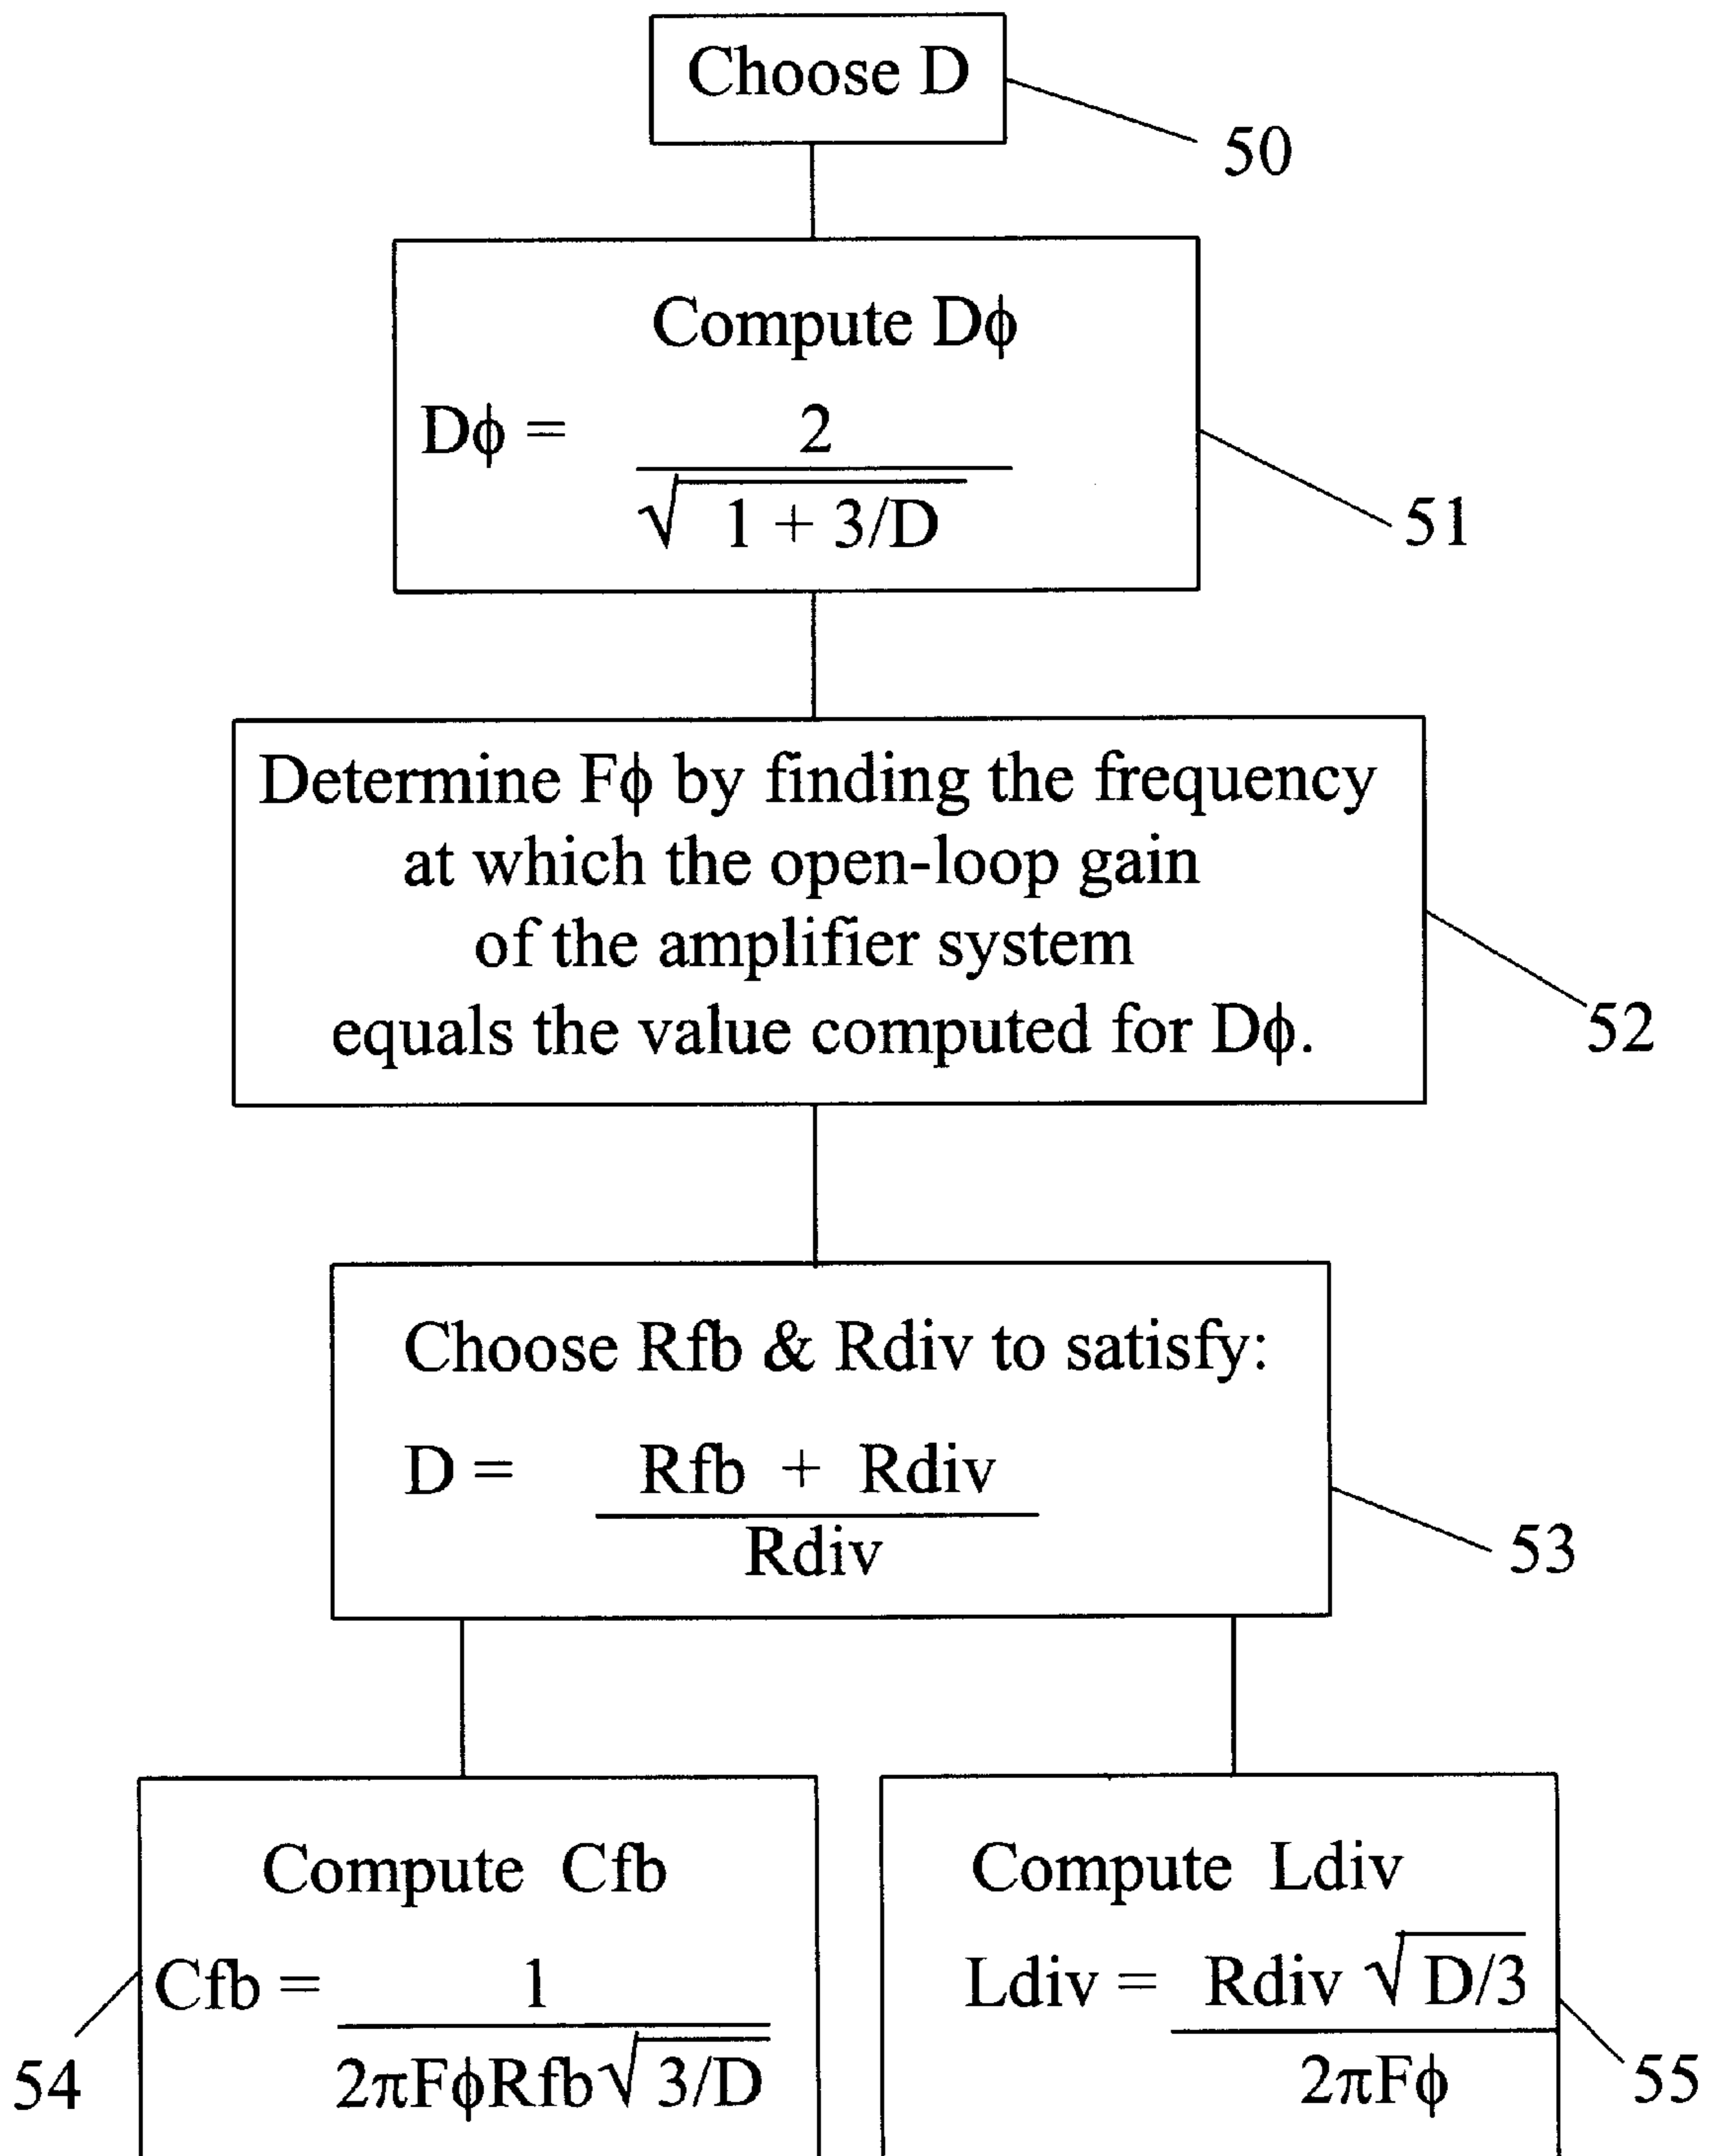 Choose D
50
Compute Dϕ
Dϕ = 2
√ 1 + 3/D
51
Determine Fϕ by finding the frequency
at which the open-loop gain
of the amplifier system
equals the value computed for Dϕ.
52
Choose Rfb & Rdiv to satisfy:
D = Rfb + Rdiv
Rdiv
53
Compute Cfb
Cfb = 1
2πFϕRfb√ 3/D
54
Compute Ldiv
Ldiv = Rdiv √ D/3
2πFϕ
55